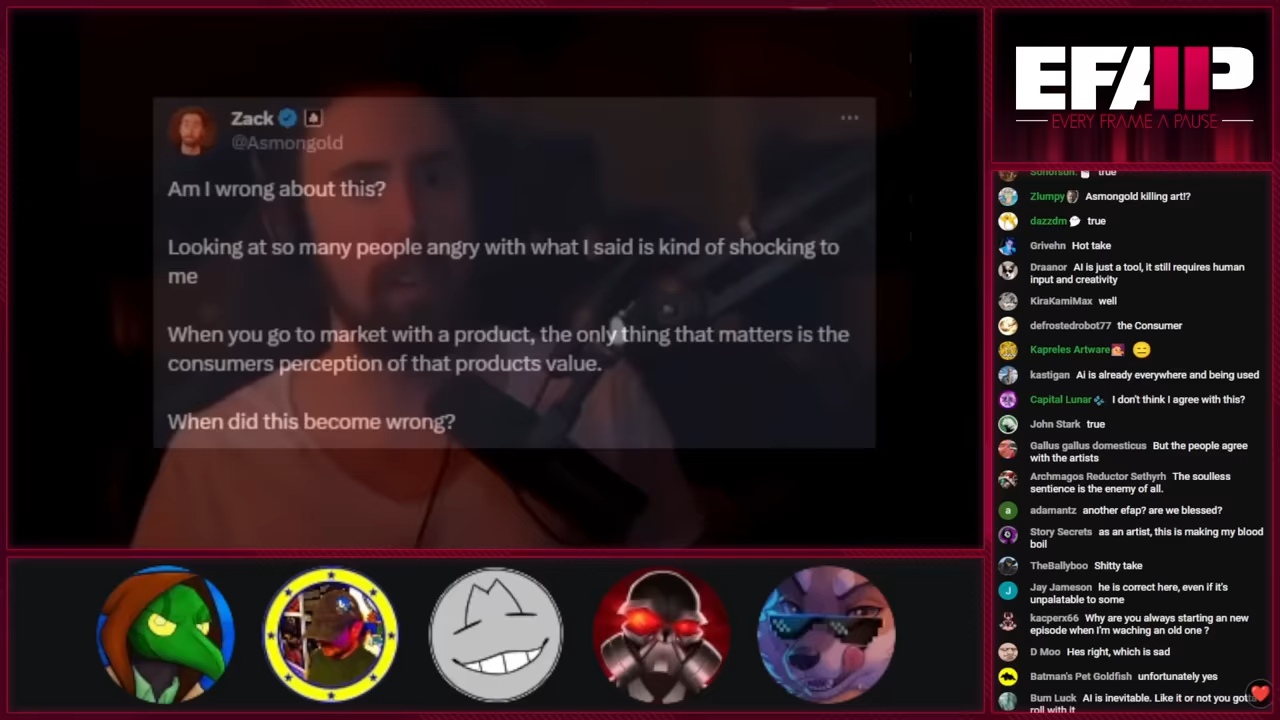 Zack
@Asmongold
Am I wrong about this?
Looking at so many people angry with what I said is kind of shocking to
me
When you go to market with a product, the only thing that matters is the
consumers perception of that products value.
When did this become wrong?
EFAP
EVERY FRAME A PAUSE
Sonorsun. true
Zlumpy Asmongold killing art!?
dazzdm true
Grivehn Hot take
Draanor AI is just a tool, it still requires human
input and creativity
KiraKamiMax well
defrostedrobot77 the Consumer
Kapreles Artware
kastigan Ai is already everywhere and being used
Capital Lunar I don't think I agree with this?
John Stark true
Gallus gallus domesticus But the people agree
with the artists
Archmagos Reductor Sethyrh The soulless
sentience is the enemy of all.
a
adamantz another efap? are we blessed?
Story Secrets as an artist, this is making my blood
boil
TheBallyboo Shitty take
J
Jay Jameson he is correct here, even if it's
unpalatable to some
kacperx66 Why are you always starting an new
episode when I'm waching an old one ?
D Moo Hes right, which is sad
Batman's Pet Goldfish unfortunately yes
Bum Luck AI is inevitable. Like it or not you gotta
roll with it